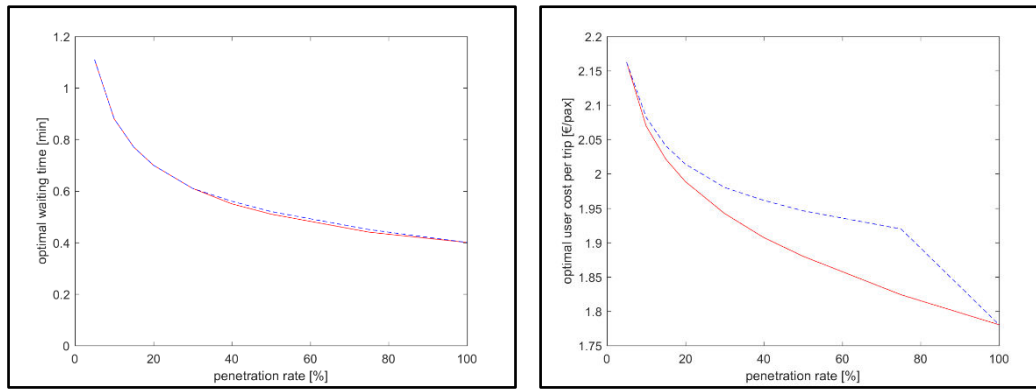 1.2
1
0.8
0.6
0.4
0.2
0
0 20 40 60 80 100
optimal waiting time [min]
penetration rate [%]
2.2
2.15
2.1
2.05
2
1.95
1.9
1.85
1.8
1.75
0 20 40 60 80 100
optimal user cost per trip [€/pax]
penetration rate [%]